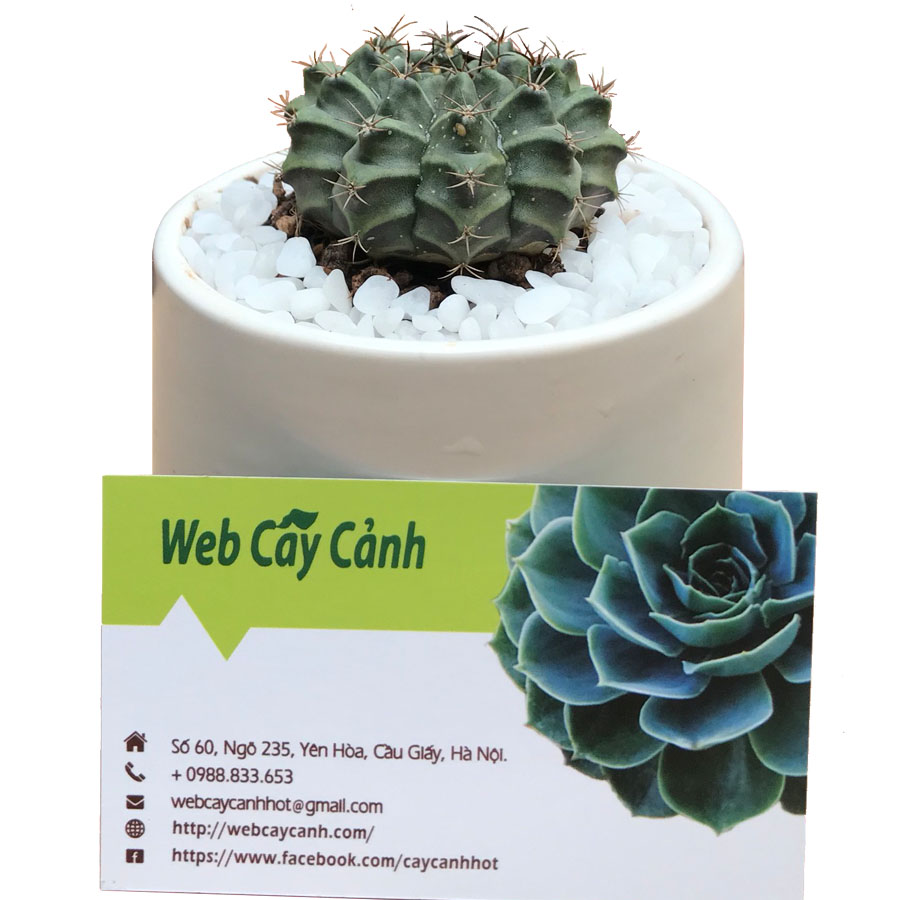 Web Cây Cảnh
Số 60, Ngõ 235, Yên Hòa, Cầu Giấy, Hà Nội.
+ 0988.833.653
webcaycanhhot@gmail.com
http://webcaycanh.com/
https://www.facebook.com/caycanhhot